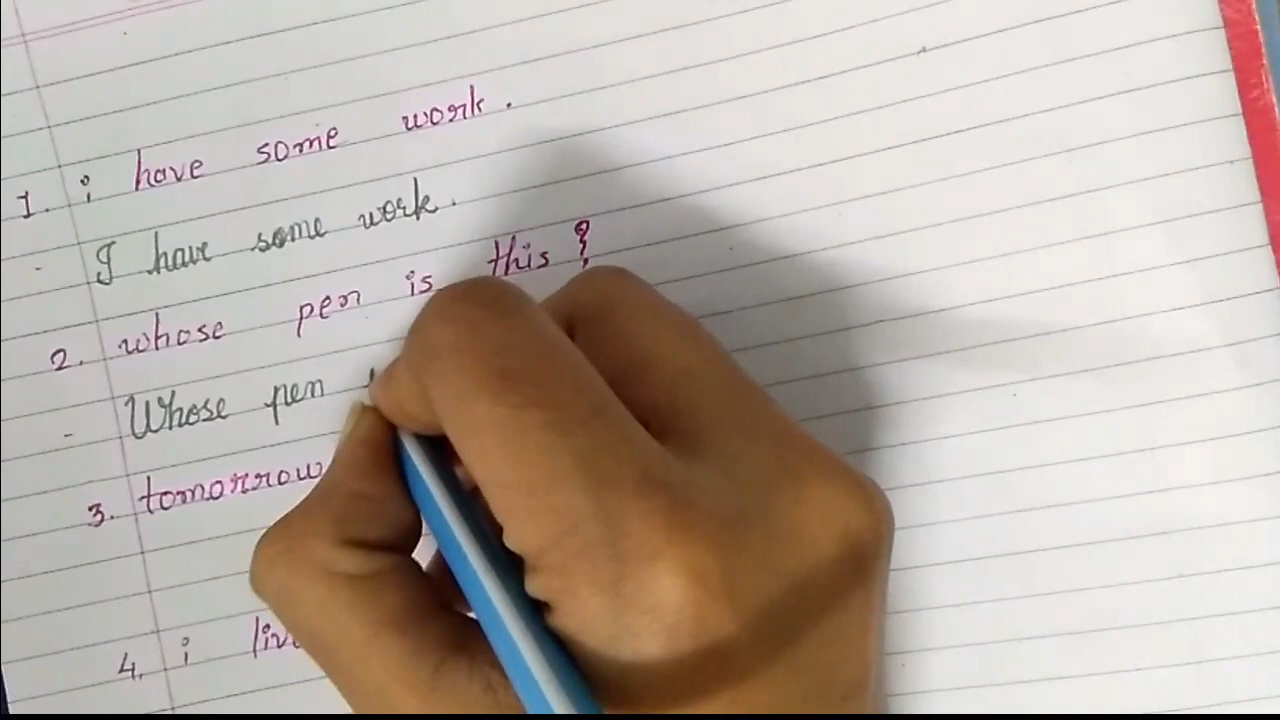 1. i have some work.
- I have some work.
2. whose pen is this?
- Whose pen
3. tomorrow
4. i